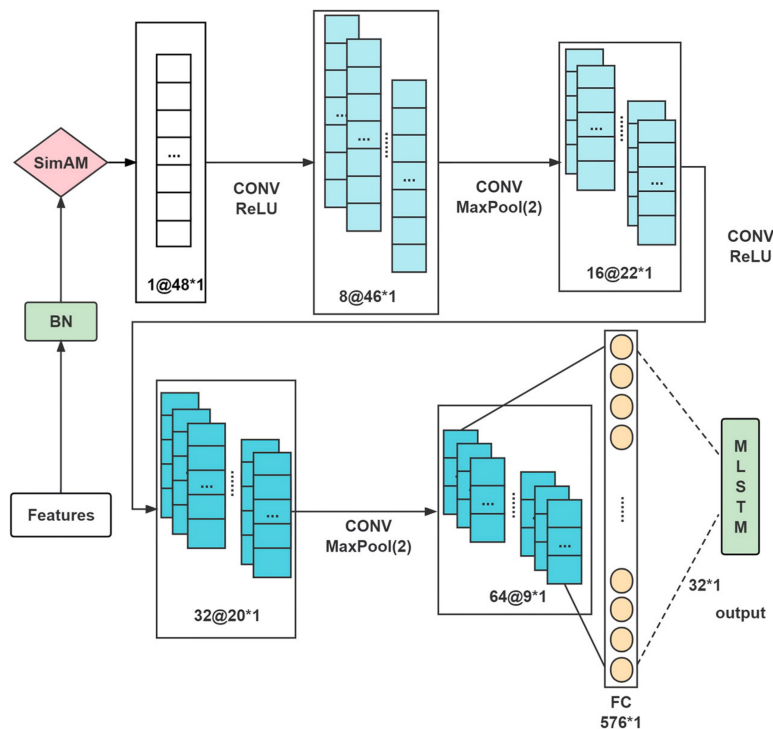 SimAM
...
1@48*1
CONV
ReLU
...
...
...
8@46*1
CONV
MaxPool(2)
...
...
...
16@22*1
CONV
ReLU
BN
Features
...
...
32@20*1
CONV
MaxPool(2)
...
...
64@9*1
FC
576*1
32*1
output
M
L
S
T
M